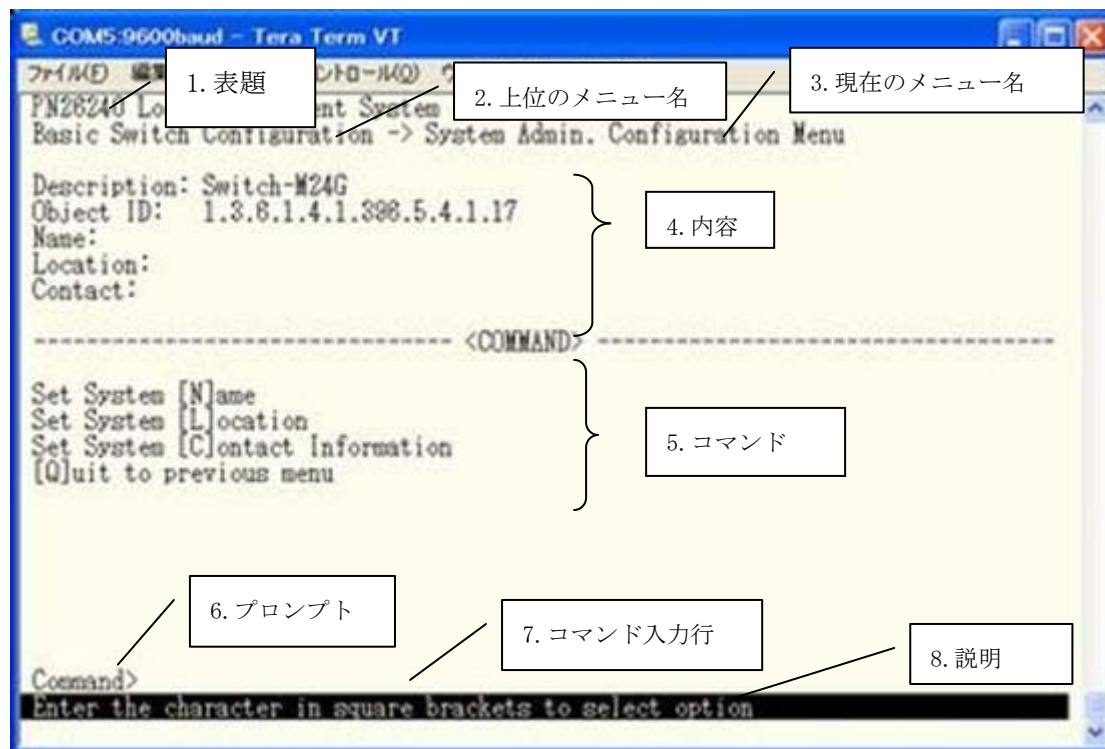 COM5:9600baud - Tera Term VT
ファイル(F)
1.表題
2.上位のメニュー名
3.現在のメニュー名
PN26240 Lo nt System
Basic Switch Configuration -> System Admin. Configuration Menu
Description: Switch-M24G
Object ID: 1.3.6.1.4.1.396.5.4.1.17
Name:
Location:
Contact:
4.内容
<COMMAND>
Set System [N]ame
Set System [L]ocation
Set System [C]ontact Information
[Q]uit to previous menu
5.コマンド
6.プロンプト
7.コマンド入力行
8.説明
Command>
Enter the character in square brackets to select option